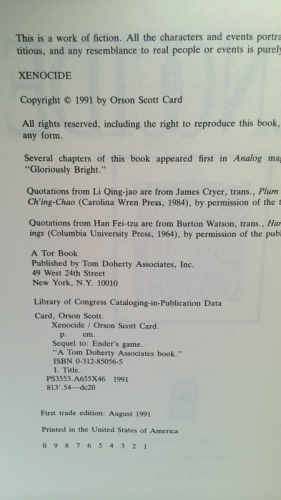 This is a work of fiction. All the characters and events portra
titious, and any resemblance to real people or events is purely
XENOCIDE
Copyright © 1991 by Orson Scott Card
All rights reserved, including the right to reproduce this book,
any form.
Several chapters of this book appeared first in Analog mag
"Gloriously Bright."
Quotations from Li Qing-jao are from James Cryer, trans., Plum
Ch'ing-Chao (Carolina Wren Press, 1984), by permission of the
Quotations from Han Fei-tzu are from Burton Watson, trans., Han
ings (Columbia University Press, 1964), by permission of the publ
A Tor Book
Published by Tom Doherty Associates, Inc.
49 West 24th Street
New York, N.Y. 10010
Library of Congress Cataloging-in-Publication Data
Card, Orson Scott.
Xenocide / Orson Scott Card.
p. cm.
Sequel to: Ender's game.
"A Tom Doherty Associates book."
ISBN 0-312-85056-5
I. Title.
PS3553.A655X46 1991
813'.54—dc20
First trade edition: August 1991
Printed in the United States of America
0 9 8 7 6 5 4 3 2 1